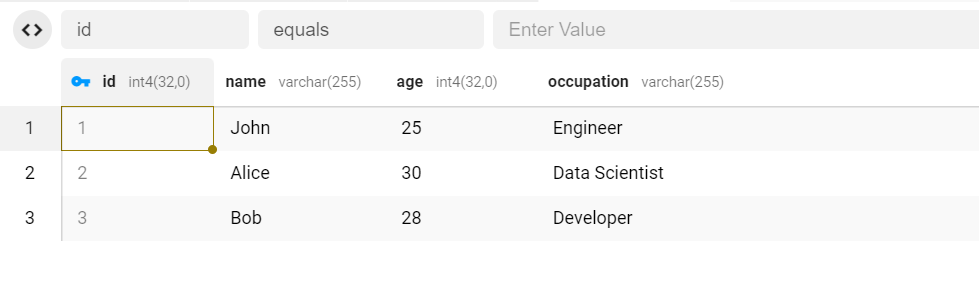 <> id equals Enter Value
id int4(32,0) name varchar(255) age int4(32,0) occupation varchar(255)
1 1 John 25 Engineer
2 2 Alice 30 Data Scientist
3 3 Bob 28 Developer